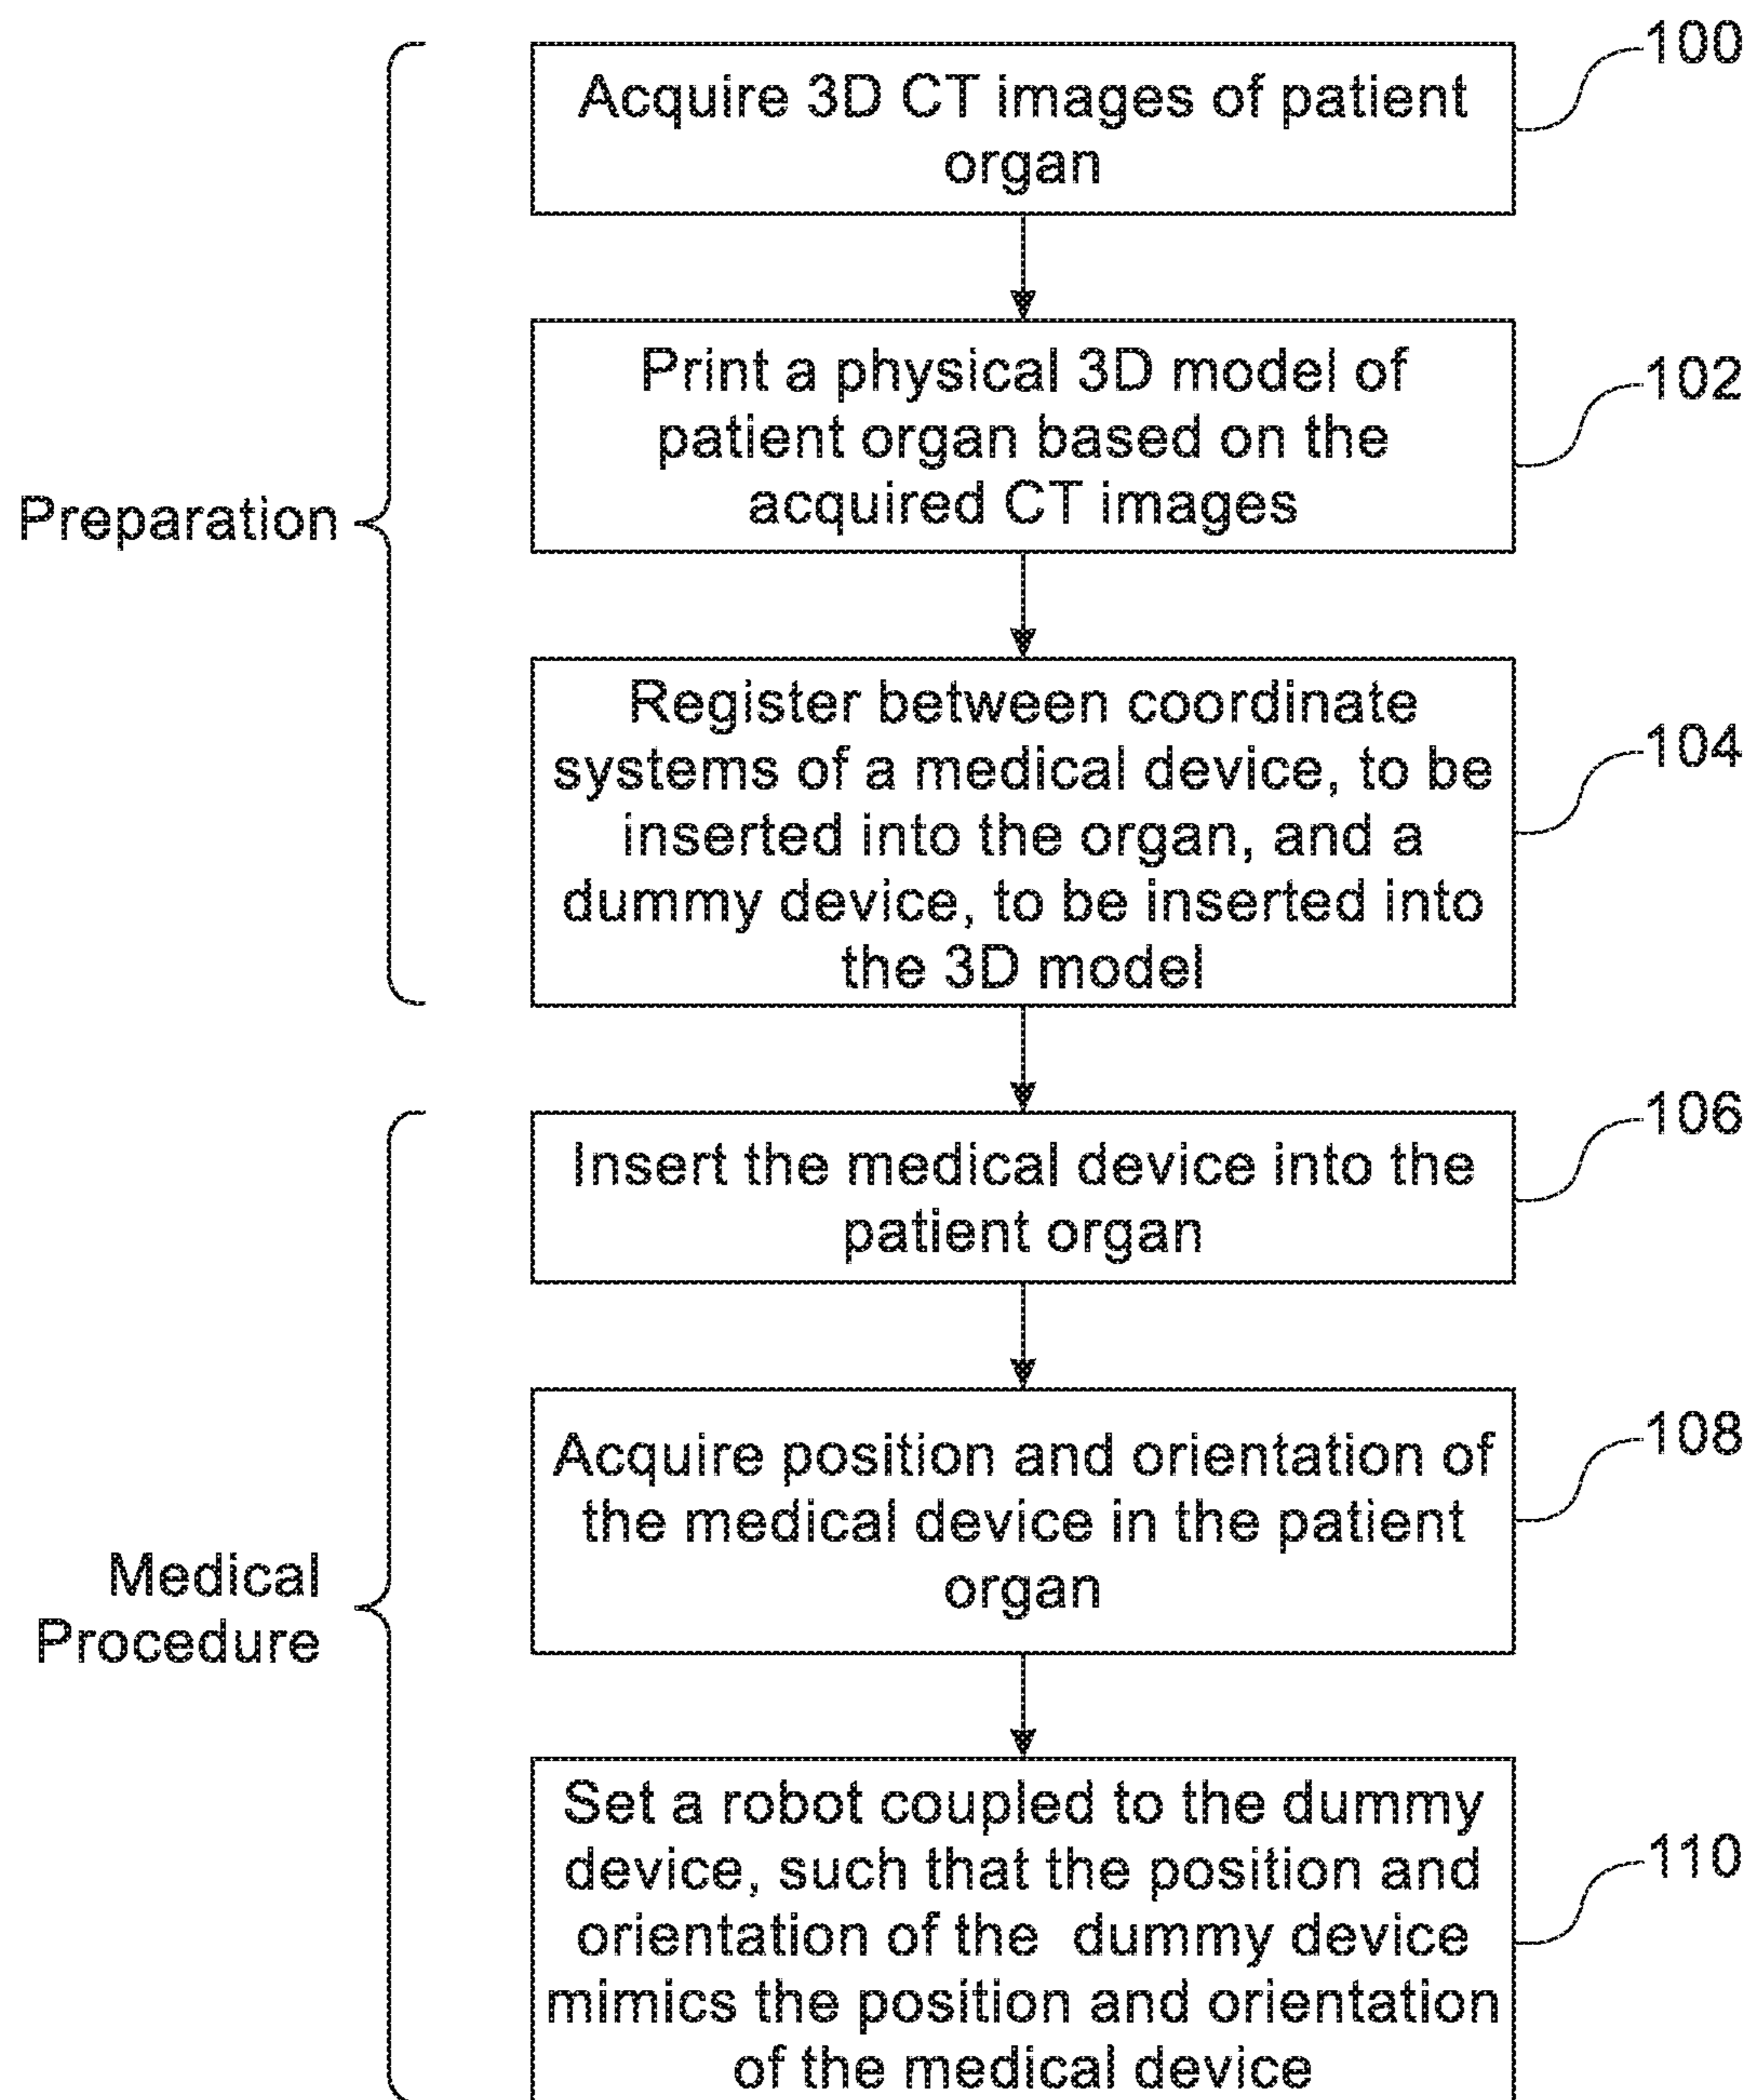 100
Acquire 3D CT images of patient
organ
102
Print a physical 3D model of
patient organ based on the
acquired CT images
Preparation
104
Register between coordinate
systems of a medical device, to be
inserted into the organ, and a
dummy device, to be inserted into
the 3D model
106
Insert the medical device into the
patient organ
108
Acquire position and orientation of
the medical device in the patient
organ
Medical
Procedure
110
Set a robot coupled to the dummy
device, such that the position and
orientation of the dummy device
mimics the position and orientation
of the medical device